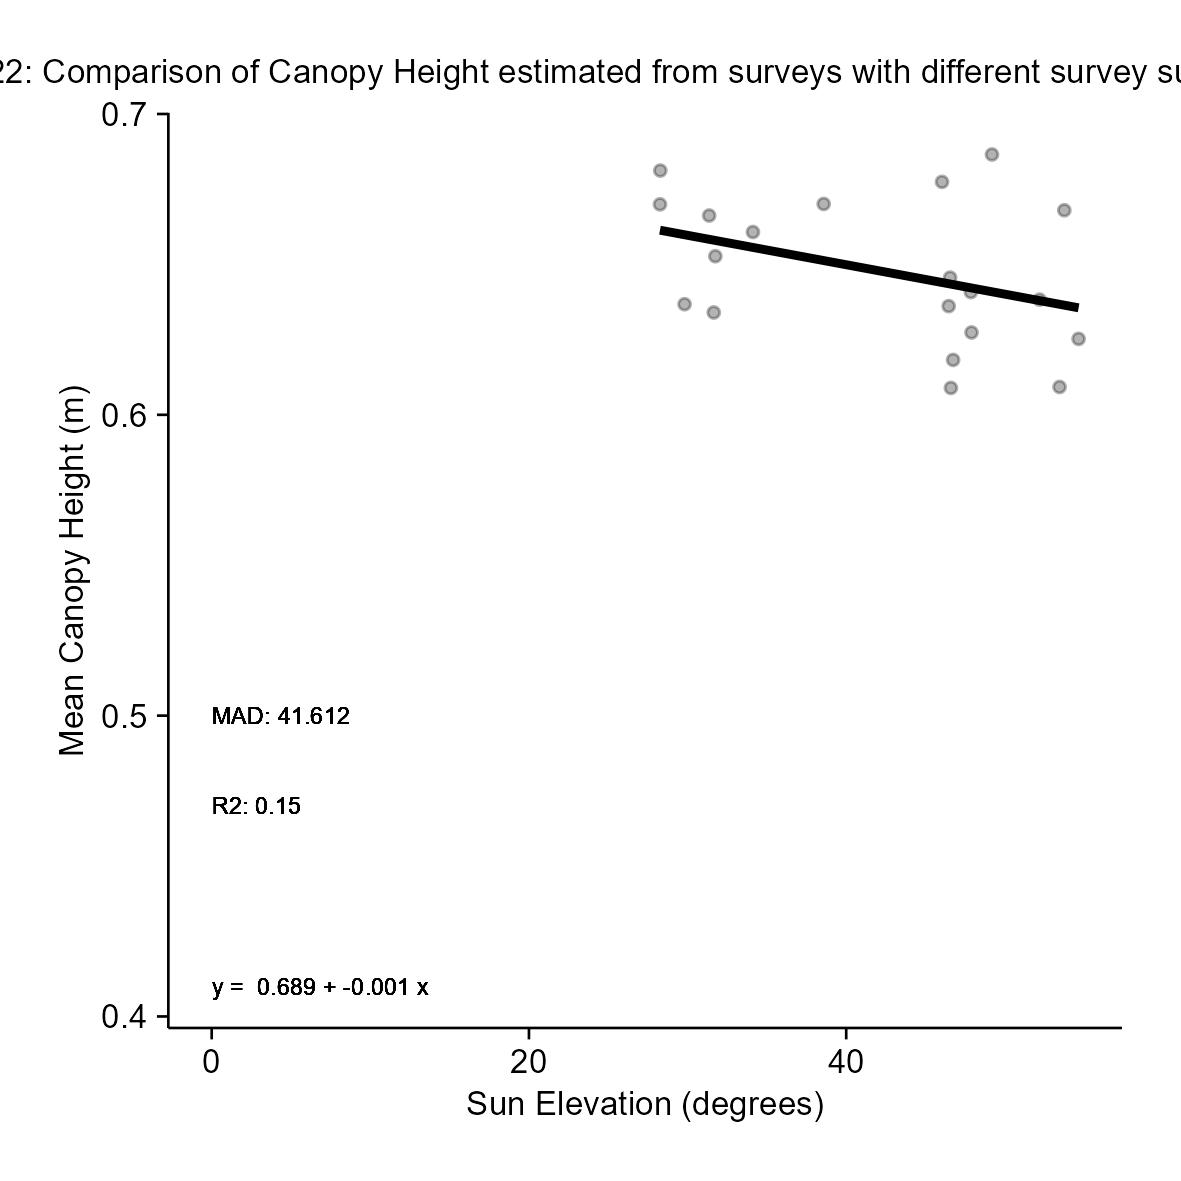 22: Comparison of Canopy Height estimated from surveys with different survey
0.7
0.6
0.5
0.4
Mean Canopy Height (m)
MAD: 41.612
R2: 0.15
y = 0.689 + -0.001 x
0 20 40
Sun Elevation (degrees)